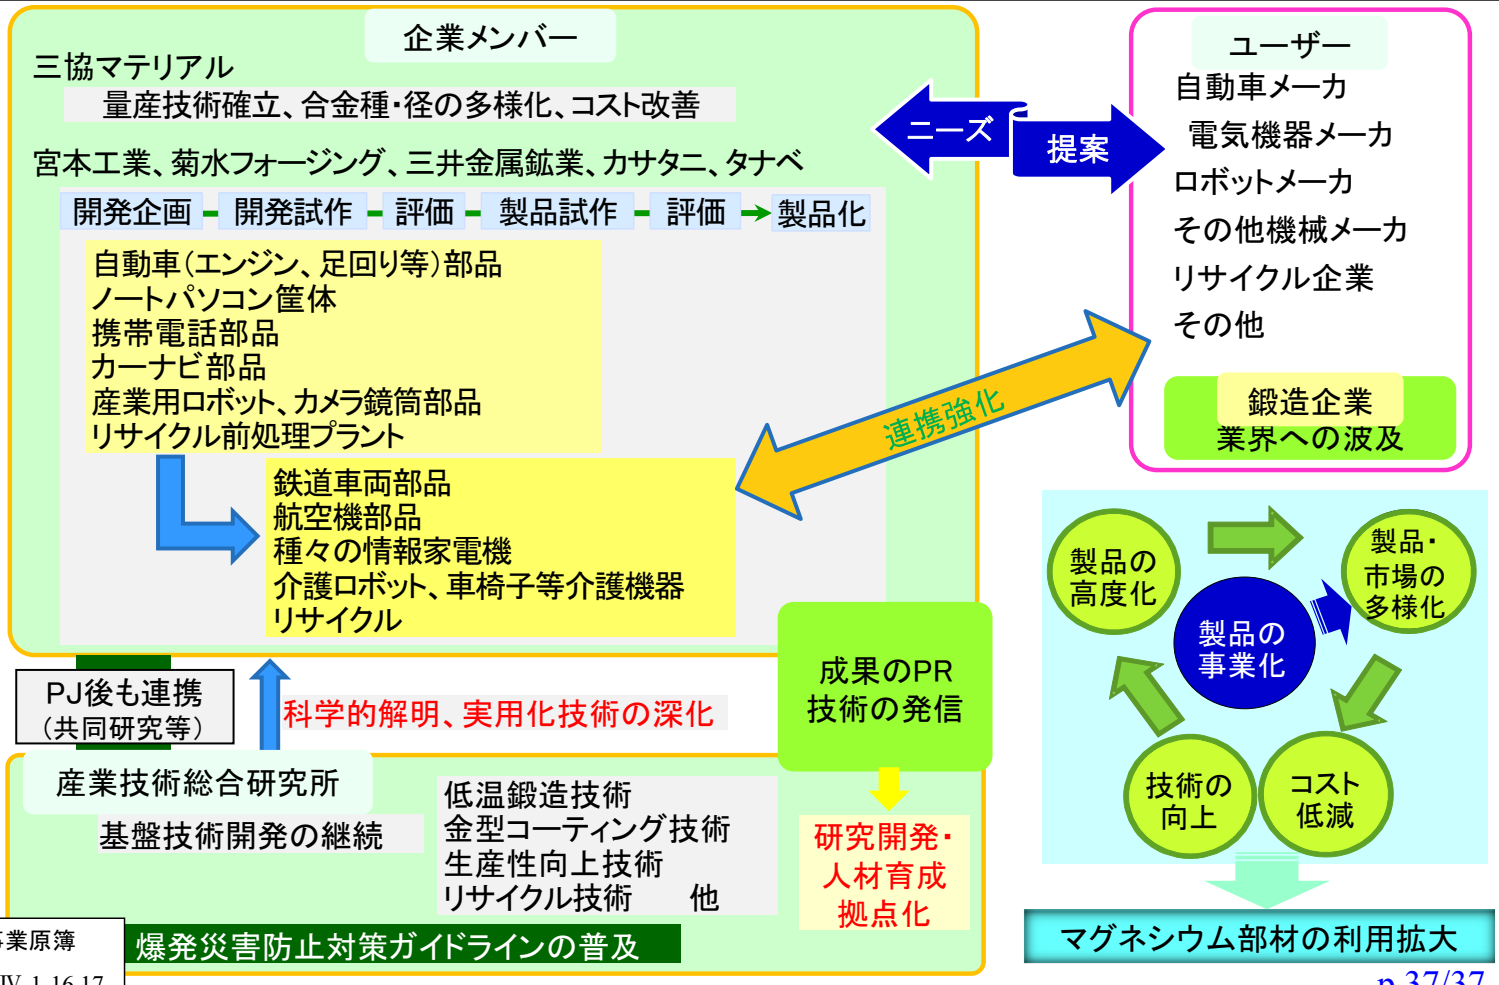 企業メンバー
三協マテリアル
量産技術確立、合金種・径の多様化、コスト改善
宮本工業、菊水フォージング、三井金属鉱業、カサタニ、タナベ
開発企画
開発試作
評価
製品試作
評価
製品化
自動車(エンジン、足回り等)部品
ノートパソコン筐体
携帯電話部品
カーナビ部品
産業用ロボット、カメラ鏡筒部品
リサイクル前処理プラント
鉄道車両部品
航空機部品
種々の情報家電機
介護ロボット、車椅子等介護機器
リサイクル
ニーズ
提案
連携強化
ユーザー
自動車メーカ
電気機器メーカ
ロボットメーカ
その他機械メーカ
リサイクル企業
その他
鍛造企業
業界への波及
PJ後も連携
(共同研究等)
科学的解明、実用化技術の深化
成果のPR
技術の発信
産業技術総合研究所
基盤技術開発の継続
低温鍛造技術
金型コーティング技術
生産性向上技術
リサイクル技術　他
研究開発・
人材育成
拠点化
爆発災害防止対策ガイドラインの普及
事業原簿
Ⅳ-1-16,17
製品の
高度化
製品・
市場の
多様化
製品の
事業化
技術の
向上
コスト
低減
マグネシウム部材の利用拡大
p.37/37